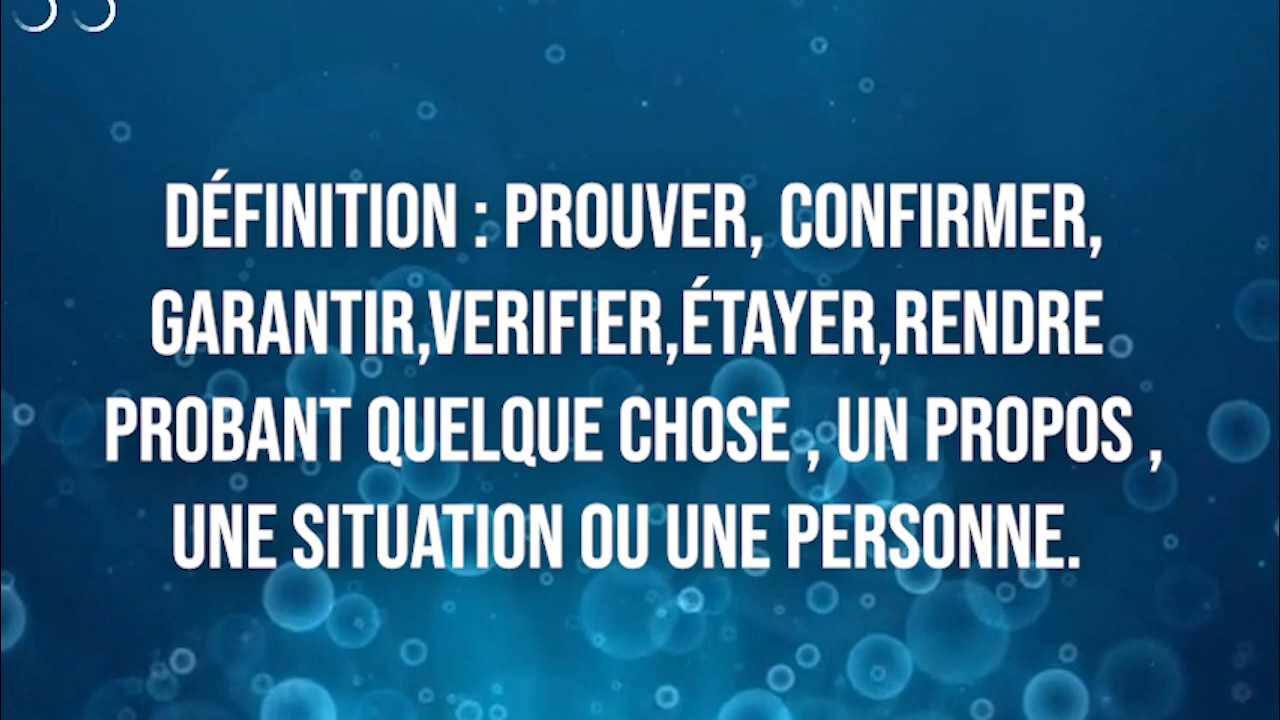 DÉFINITION : PROUVER, CONFIRMER,
GARANTIR,VERIFIER,ÉTAYER,RENDRE
PROBANT QUELQUE CHOSE , UN PROPOS ,
UNE SITUATION OU UNE PERSONNE.